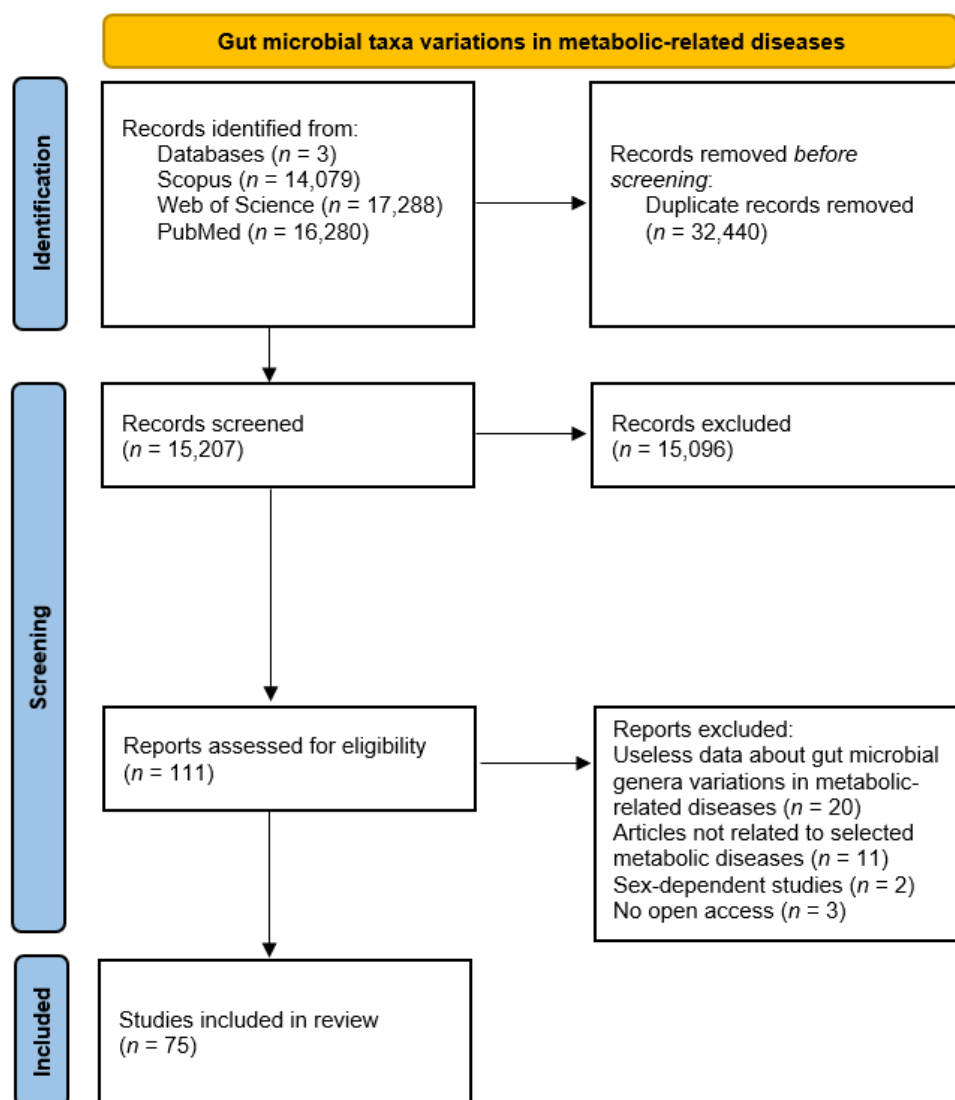 Gut microbial taxa variations in metabolic-related diseases
Identification
Records identified from:
Databases (n = 3)
Scopus (n = 14,079)
Web of Science (n = 17,288)
PubMed (n = 16,280)
Records removed before
screening:
Duplicate records removed
(n = 32,440)
Screening
Records screened
(n = 15,207)
Records excluded
(n = 15,096)
Reports assessed for eligibility
(n = 111)
Reports excluded:
Useless data about gut microbial
genera variations in metabolic-
related diseases (n = 20)
Articles not related to selected
metabolic diseases (n = 11)
Sex-dependent studies (n = 2)
No open access (n = 3)
Included
Studies included in review
(n = 75)